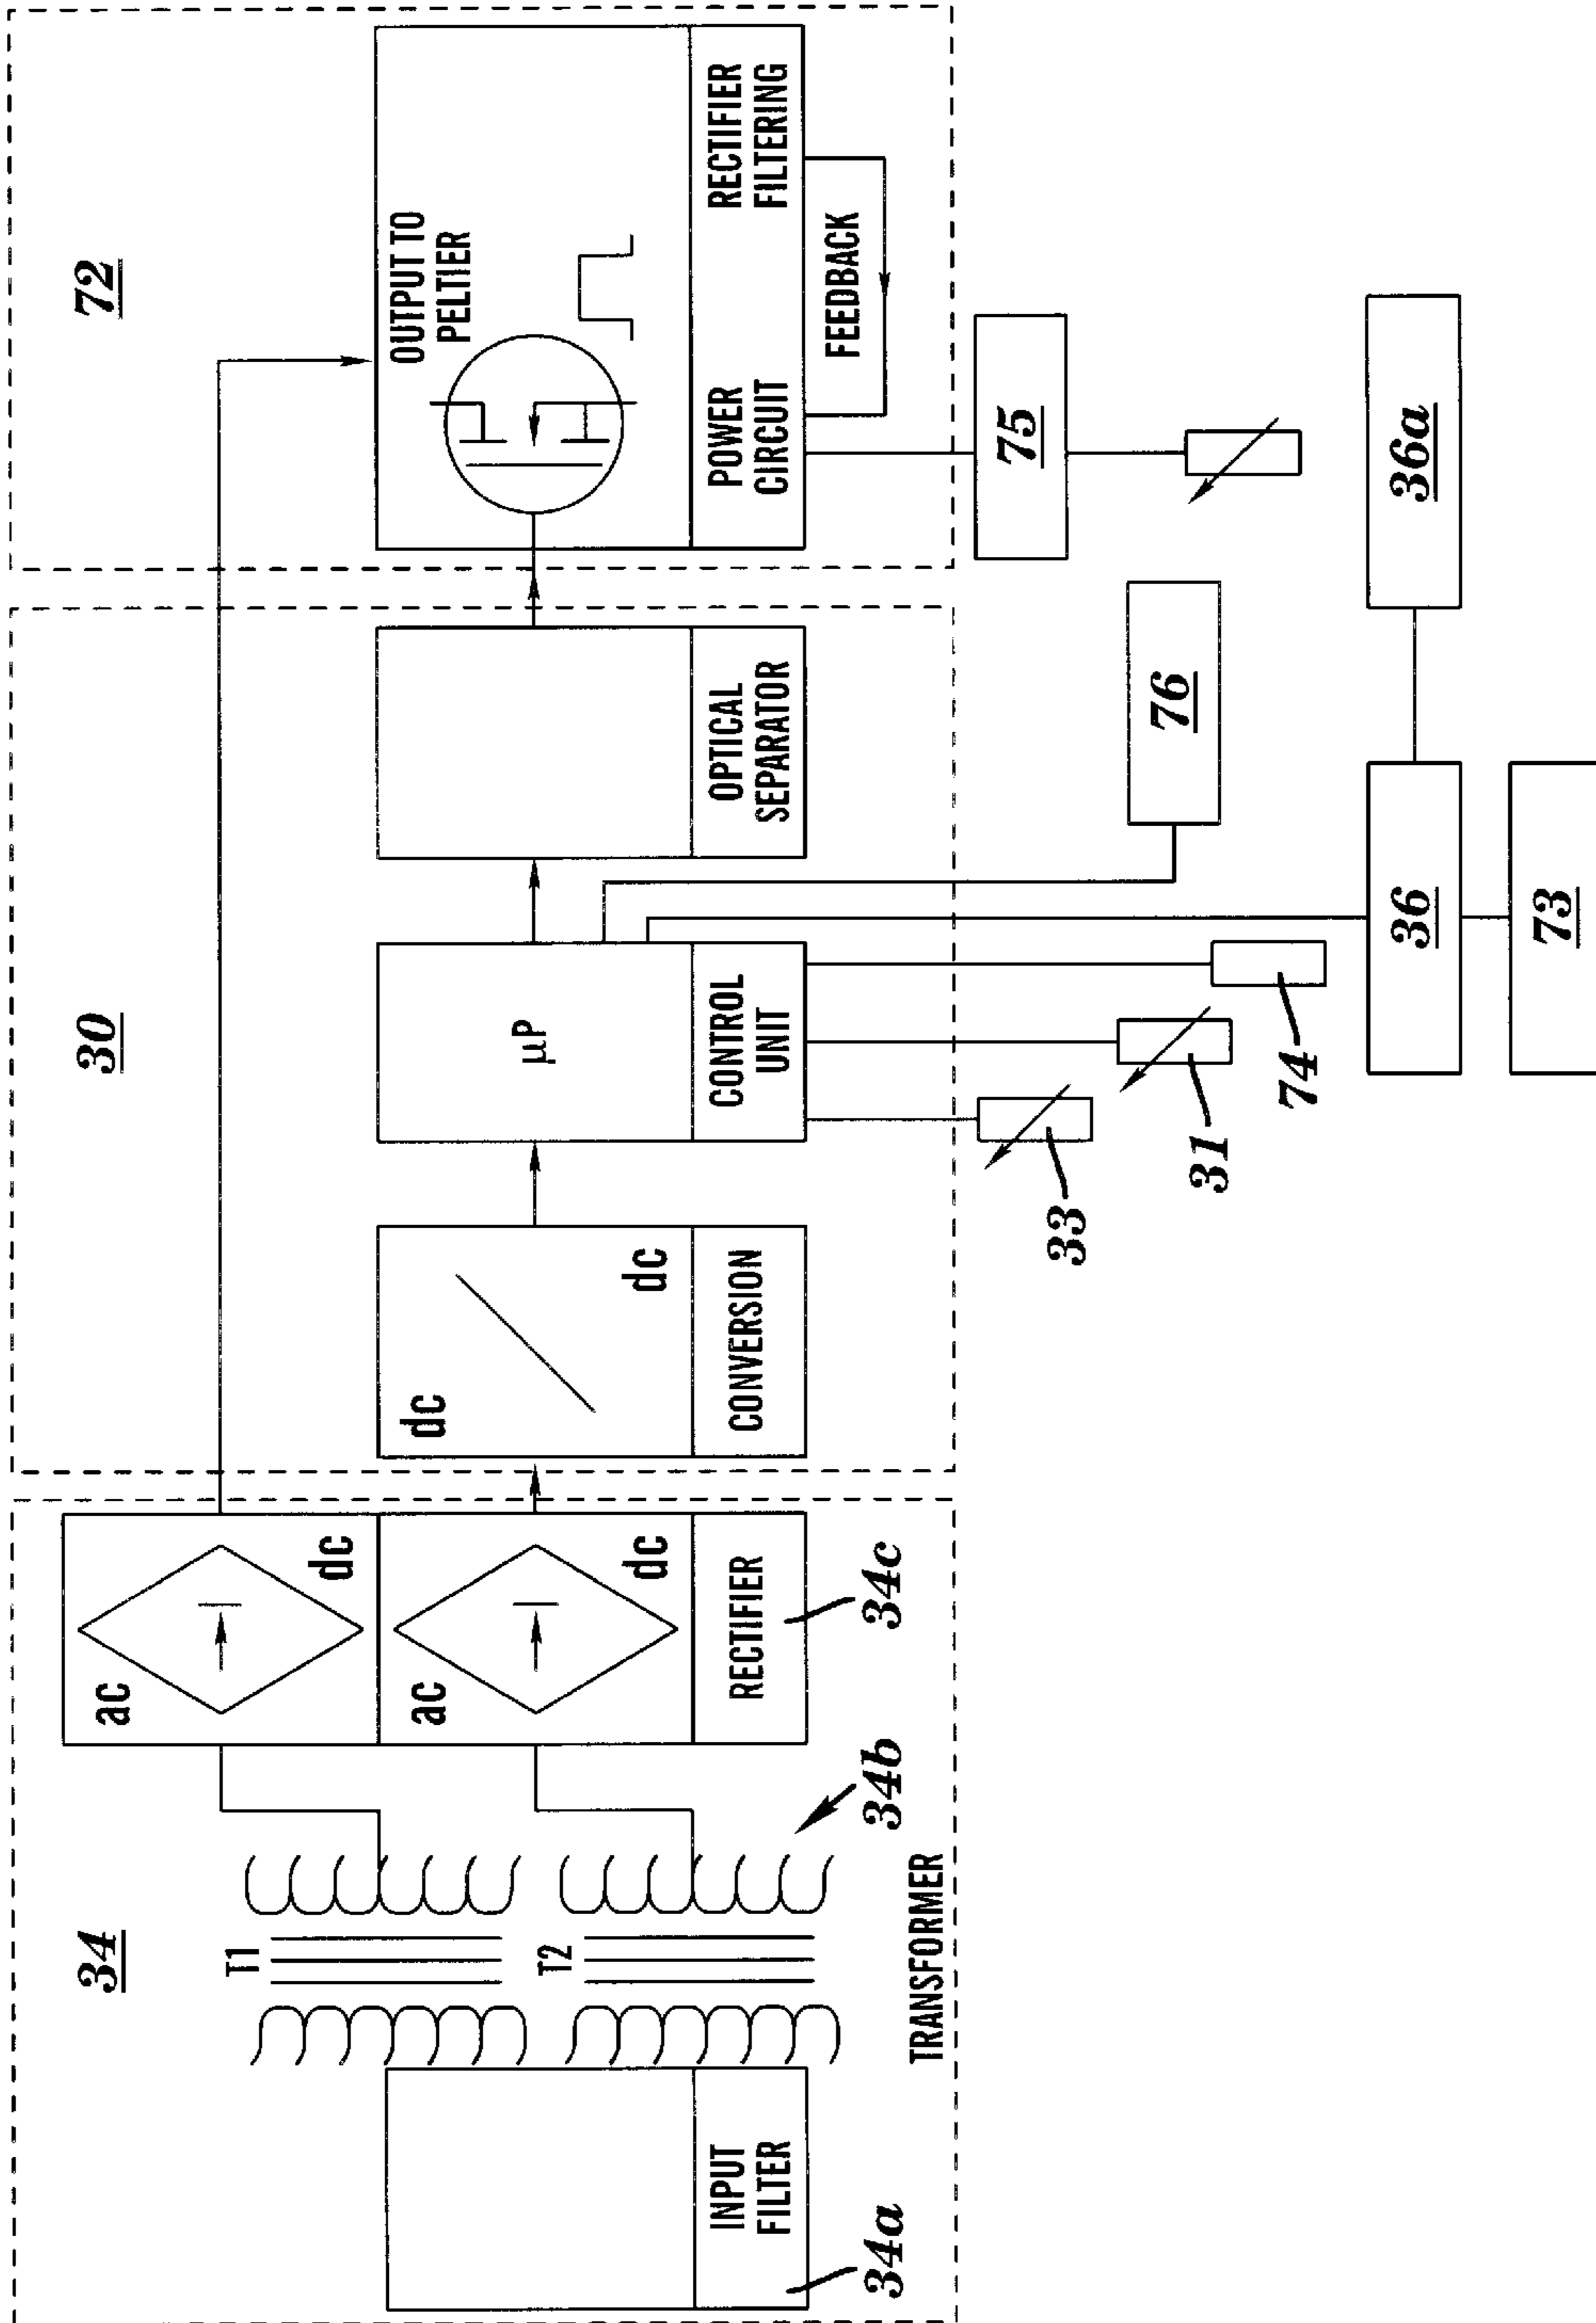 34
30
72
T1
T2
TRANSFORMER
INPUT
FILTER
34a
34b
ac
dc
ac
dc
RECTIFIER
34c
dc
dc
CONVERSION
μP
CONTROL
UNIT
OPTICAL
SEPARATOR
OUTPUT TO
PELTIER
POWER
CIRCUIT
RECTIFIER
FILTERING
FEEDBACK
33
31
74
76
75
36
36a
73